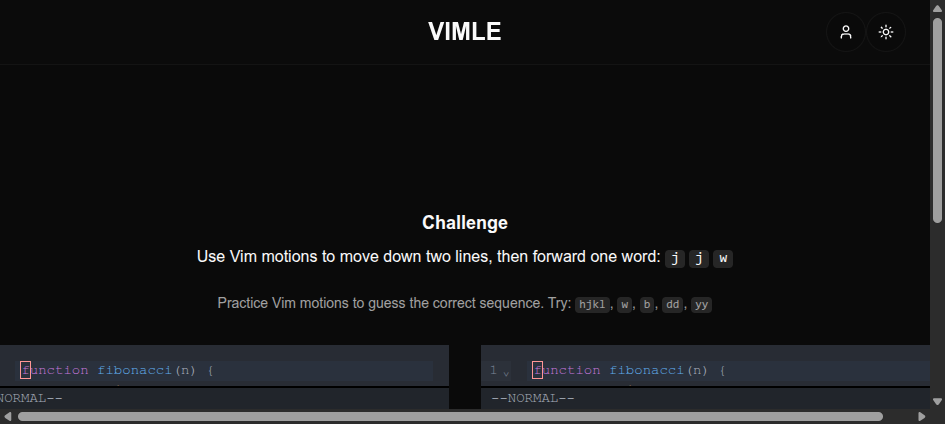 VIMLE
Challenge
Use Vim motions to move down two lines, then forward one word: j j w
Practice Vim motions to guess the correct sequence. Try: hjkl, w, b, dd, yy
function fibonacci(n) {
1 function fibonacci(n) {
NORMAL--
--NORMAL--